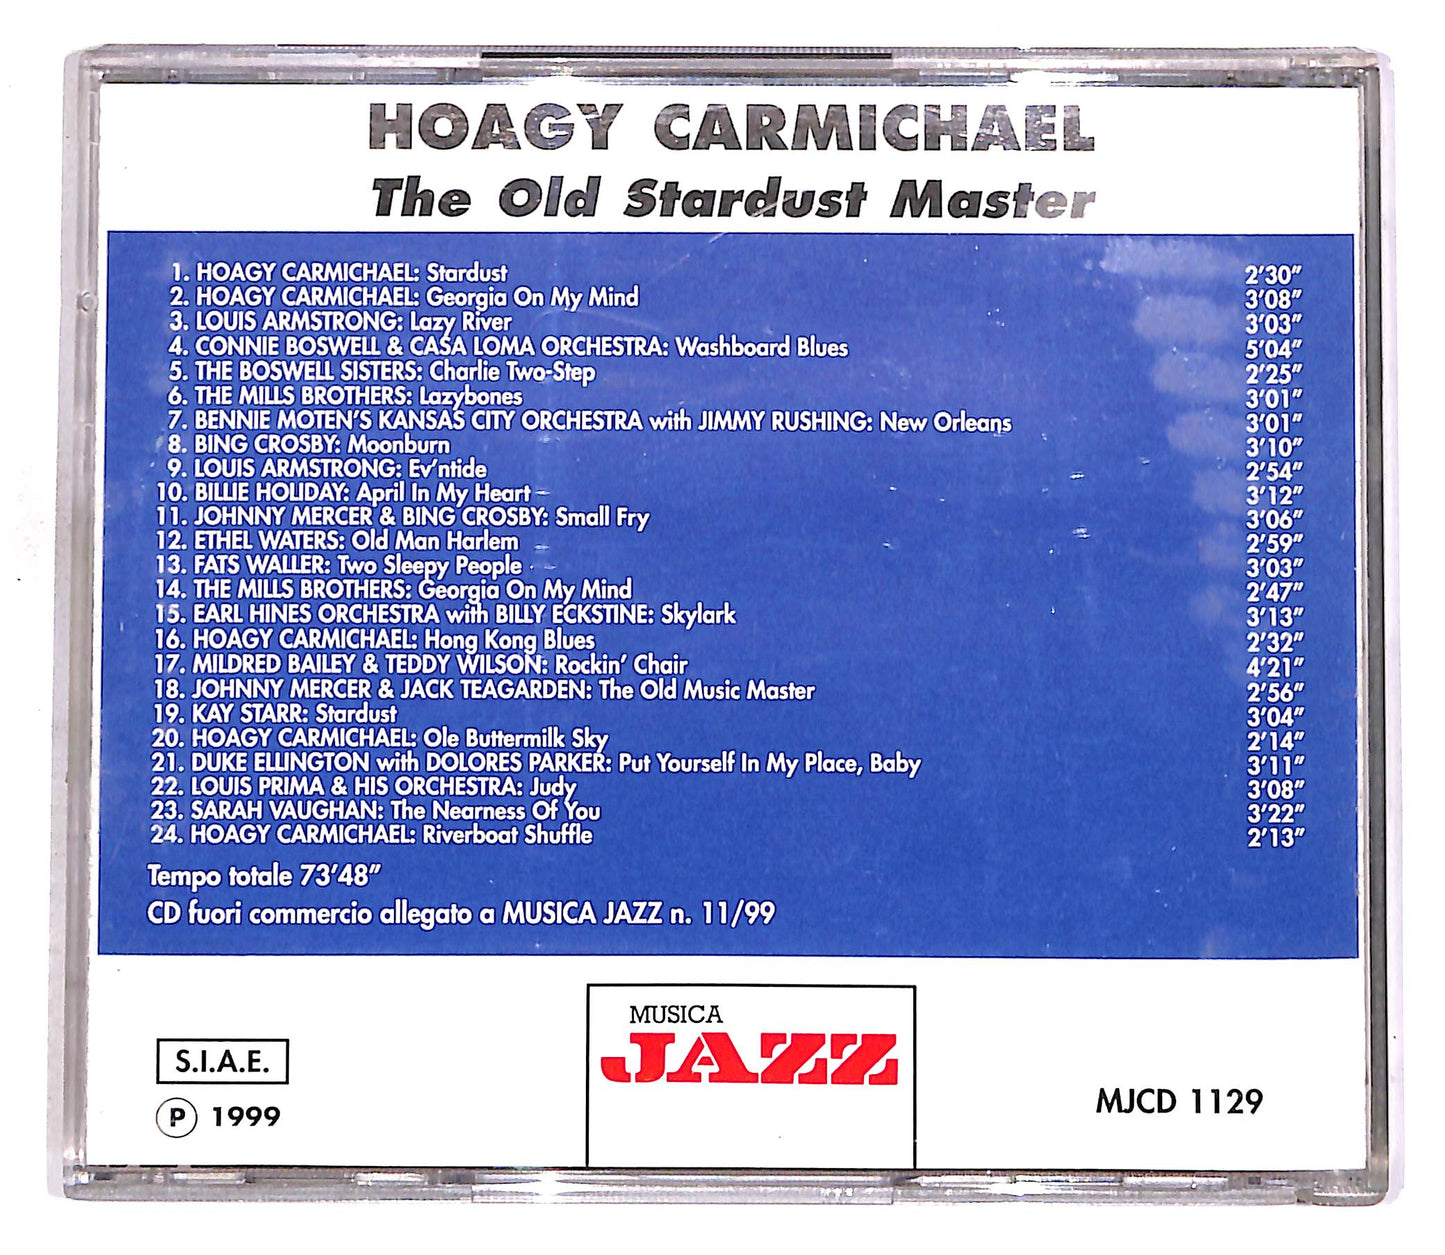 HOAGY CARMICHAEL
The Old Stardust Master
1. HOAGY CARMICHAEL: Stardust 2'30"
2. HOAGY CARMICHAEL: Georgia On My Mind 3'08"
3. LOUIS ARMSTRONG: Lazy River 3'03"
4. CONNIE BOSWELL & CASA LOMA ORCHESTRA: Washboard Blues 5'04"
5. THE BOSWELL SISTERS: Charlie Two-Step 2'25"
6. THE MILLS BROTHERS: Lazybones 3'01"
7. BENNIE MOTEN'S KANSAS CITY ORCHESTRA with JIMMY RUSHING: New Orleans 3'01"
8. BING CROSBY: Moonburn 3'10"
9. LOUIS ARMSTRONG: Ev'ntide 2'54"
10. BILLIE HOLIDAY: April In My Heart 3'12"
11. JOHNNY MERCER & BING CROSBY: Small Fry 3'06"
12. ETHEL WATERS: Old Man Harlem 2'59"
13. FATS WALLER: Two Sleepy People 3'03"
14. THE MILLS BROTHERS: Georgia On My Mind 2'47"
15. EARL HINES ORCHESTRA with BILLY ECKSTINE: Skylark 3'13"
16. HOAGY CARMICHAEL: Hong Kong Blues 2'32"
17. MILDRED BAILEY & TEDDY WILSON: Rockin' Chair 4'21"
18. JOHNNY MERCER & JACK TEAGARDEN: The Old Music Master 2'56"
19. KAY STARR: Stardust 3'04"
20. HOAGY CARMICHAEL: Ole Buttermilk Sky 2'14"
21. DUKE ELLINGTON with DOLORES PARKER: Put Yourself In My Place, Baby 3'11"
22. LOUIS PRIMA & HIS ORCHESTRA: Judy 3'08"
23. SARAH VAUGHAN: The Nearness Of You 3'22"
24. HOAGY CARMICHAEL: Riverboat Shuffle 2'13"
Tempo totale 73'48"
CD fuori commercio allegato a MUSICA JAZZ n. 11/99
MUSICA
JAZZ
S.I.A.E.
℗ 1999
MJCD 1129